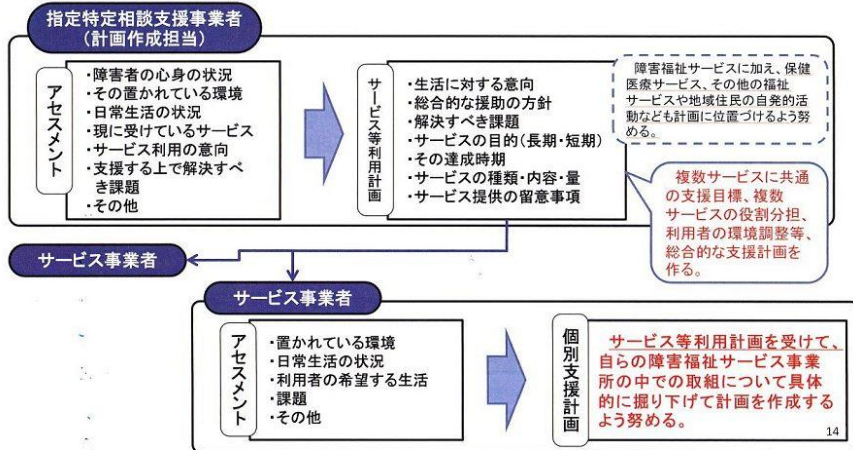 指定特定相談支援事業者
(計画作成担当)
アセスメント
・障害者の心身の状況
・その置かれている環境
・日常生活の状況
・現に受けているサービス
・サービス利用の意向
・支援する上で解決すべ
き課題
・その他
サービス等利用計画
・生活に対する意向
・総合的な援助の方針
・解決すべき課題
・サービスの目的(長期・短期)
・その達成時期
・サービスの種類・内容・量
・サービス提供の留意事項
障害福祉サービスに加え、保健
医療サービス、その他の福祉
サービスや地域住民の自発的活
動なども計画に位置づけるよう努
める。
複数サービスに共通
の支援目標、複数
サービスの役割分担、
利用者の環境調整等、
総合的な支援計画を
作る。
サービス事業者
サービス事業者
アセスメント
・置かれている環境
・日常生活の状況
・利用者の希望する生活
・課題
・その他
個別支援計画
サービス等利用計画を受けて、
自らの障害福祉サービス事業
所の中での取組について具体
的に掘り下げて計画を作成する
よう努める。
14